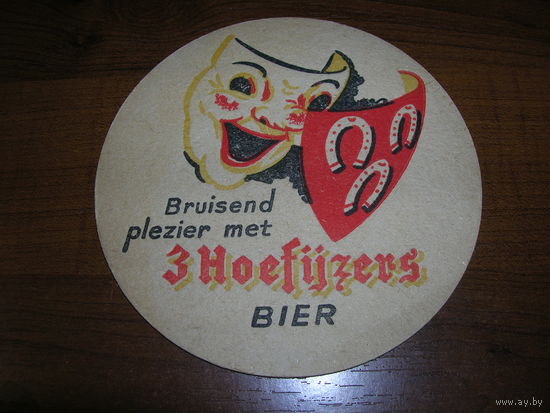 Bruisend
plezier met
3 Hoefijzers
BIER
www.ay.by